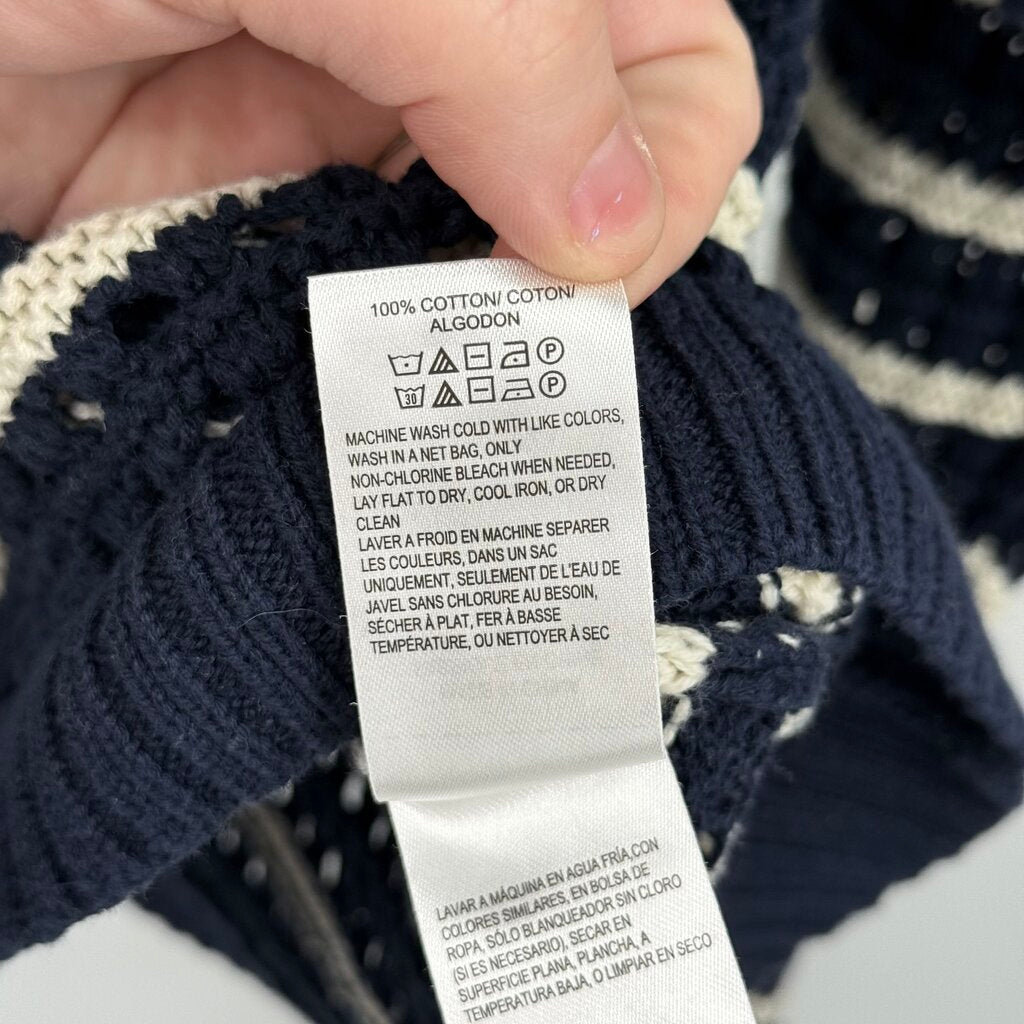 100% COTTON/ COTON/
ALGODON
P
30 P
MACHINE WASH COLD WITH LIKE COLORS,
WASH IN A NET BAG, ONLY
NON-CHLORINE BLEACH WHEN NEEDED,
LAY FLAT TO DRY, COOL IRON, OR DRY
CLEAN
LAVER A FROID EN MACHINE SEPARER
LES COULEURS, DANS UN SAC
UNIQUEMENT, SEULEMENT DE L'EAU DE
JAVEL SANS CHLORURE AU BESOIN,
SÉCHER À PLAT, FER À BASSE
TEMPÉRATURE, OU NETTOYER À SEC
LAVAR A MÁQUINA EN AGUA FRÍA,CON
COLORES SIMILARES, EN BOLSA DE
ROPA, SÓLO BLANQUEADOR SIN CLORO
(SI ES NECESARIO), SECAR EN
SUPERFICIE PLANA, PLANCHA, A
TEMPERATURA BAJA, O LIMPIAR EN SECO